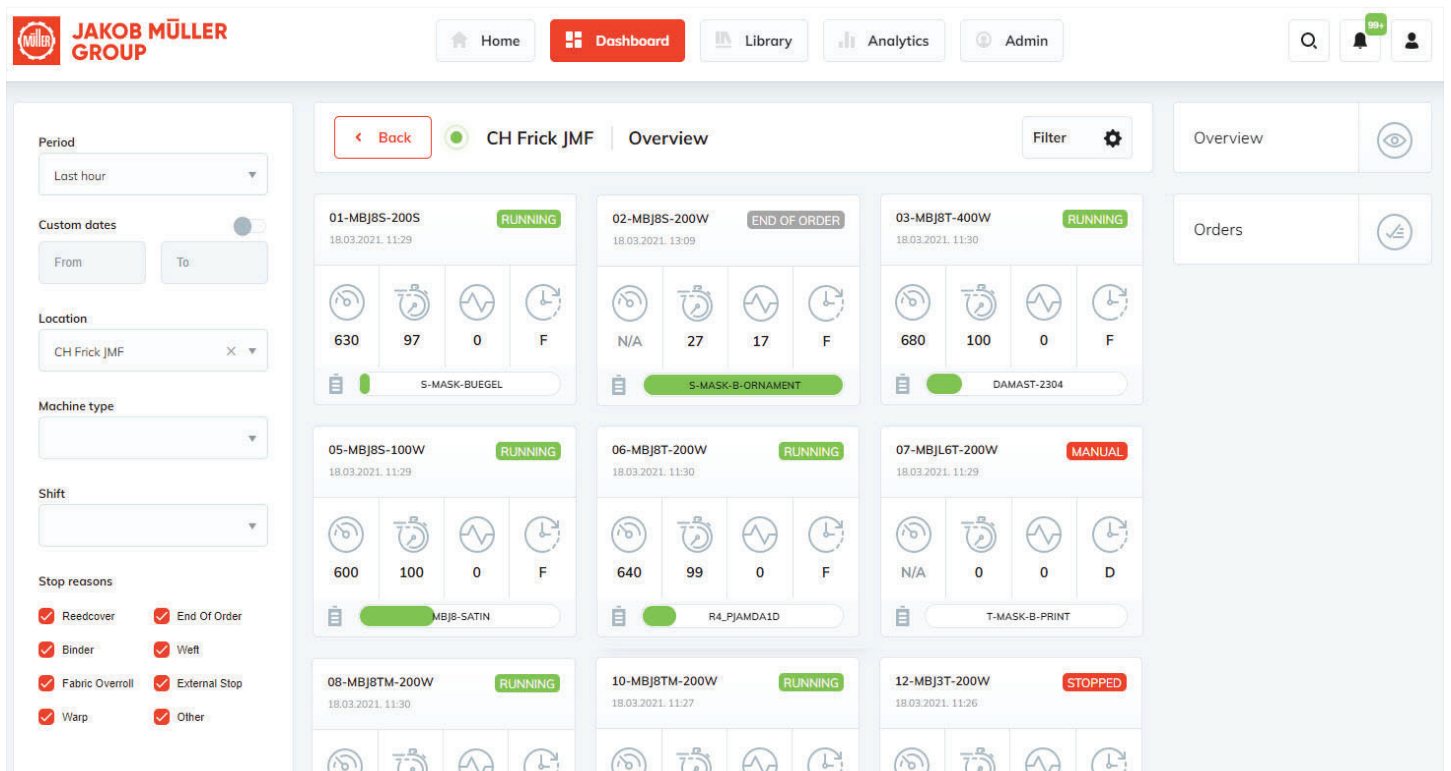 Müller
JAKOB MÜLLER
GROUP
Home
Dashboard
Library
Analytics
Admin
99+
Period
Last hour
Custom dates
From
To
Location
CH Frick JMF
Machine type
Shift
Stop reasons
Reedcover
End Of Order
Binder
Weft
Fabric Overroll
External Stop
Warp
Other
Back
CH Frick JMF
Overview
Filter
01-MBJ8S-200S
RUNNING
18.03.2021. 11:29
630
97
0
F
S-MASK-BUEGEL
02-MBJ8S-200W
END OF ORDER
18.03.2021. 13:09
N/A
27
17
F
S-MASK-B-ORNAMENT
03-MBJ8T-400W
RUNNING
18.03.2021. 11:30
680
100
0
F
DAMAST-2304
05-MBJ8S-100W
RUNNING
18.03.2021. 11:29
600
100
0
F
MBJ8-SATIN
06-MBJ8T-200W
RUNNING
18.03.2021. 11:30
640
99
0
F
R4_PJAMDA1D
07-MBJL6T-200W
MANUAL
18.03.2021. 11:29
N/A
0
0
D
T-MASK-B-PRINT
08-MBJ8TM-200W
RUNNING
18.03.2021. 11:30
10-MBJ8TM-200W
RUNNING
18.03.2021. 11:27
12-MBJ3T-200W
STOPPED
18.03.2021. 11:26
Overview
Orders